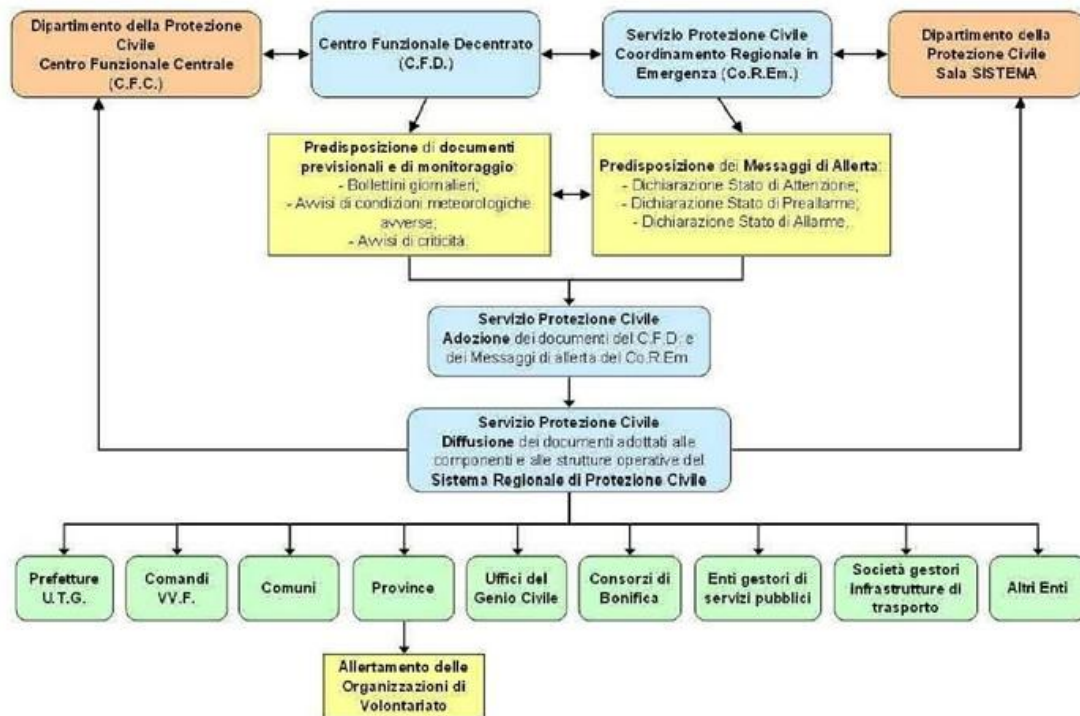 Dipartimento della Protezione
Civile
Centro Funzionale Centrale
(C.F.C.)
Centro Funzionale Decentrato
(C.F.D.)
Servizio Protezione Civile
Coordinamento Regionale in
Emergenza (Co.R.Em.)
Dipartimento della
Protezione Civile
Sala SISTEMA
Predisposizione di documenti
previsionali e di monitoraggio:
- Bollettini giornalieri;
- Avvisi di condizioni meteorologiche
avverse;
- Avvisi di criticità.
Predisposizione dei Messaggi di Allerta:
- Dichiarazione Stato di Attenzione;
- Dichiarazione Stato di Preallarme;
- Dichiarazione Stato di Allarme.
Servizio Protezione Civile
Adozione dei documenti del C.F.D. e
dei Messaggi di allerta del Co.R.Em.
Servizio Protezione Civile
Diffusione dei documenti adottati alle
componenti e alle strutture operative del
Sistema Regionale di Protezione Civile
Prefetture
U.T.G.
Comandi
VV.F.
Comuni
Province
Uffici del
Genio Civile
Consorzi di
Bonifica
Enti gestori di
servizi pubblici
Società gestori
Infrastrutture di
trasporto
Altri Enti
Allertamento delle
Organizzazioni di
Volontariato